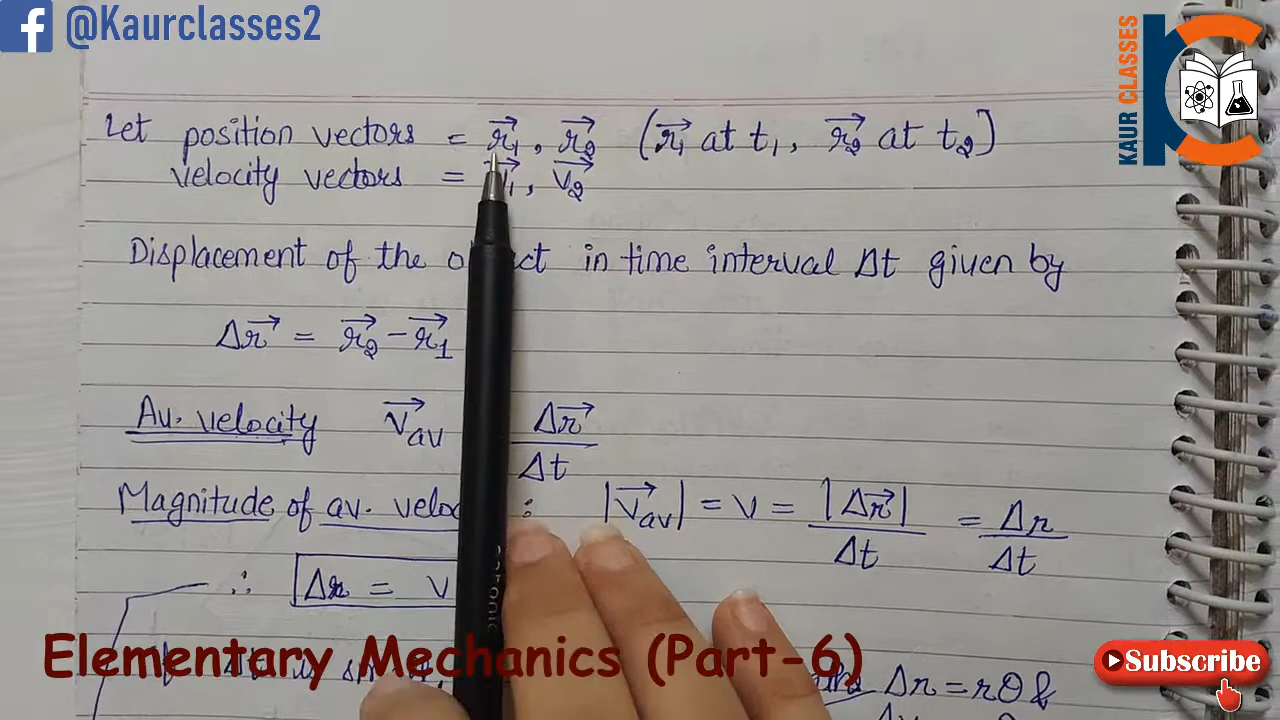 @Kaurclasses2
KAUR CLASSES
Let position vectors = r⃗₁, r⃗₂ (r⃗₁ at t₁, r⃗₂ at t₂)
velocity vectors = v⃗₁, v⃗₂
Displacement of the in time interval Δt given by
Δr⃗ = r⃗₂ - r⃗₁
Av. velocity v⃗av Δr⃗/Δt
Magnitude of av. : |v⃗av| = v = |Δr⃗|/Δt = Δr/Δt
∴ Δr = v
Elementary Mechanics (Part-6)
If Δr = rθ &
Subscribe